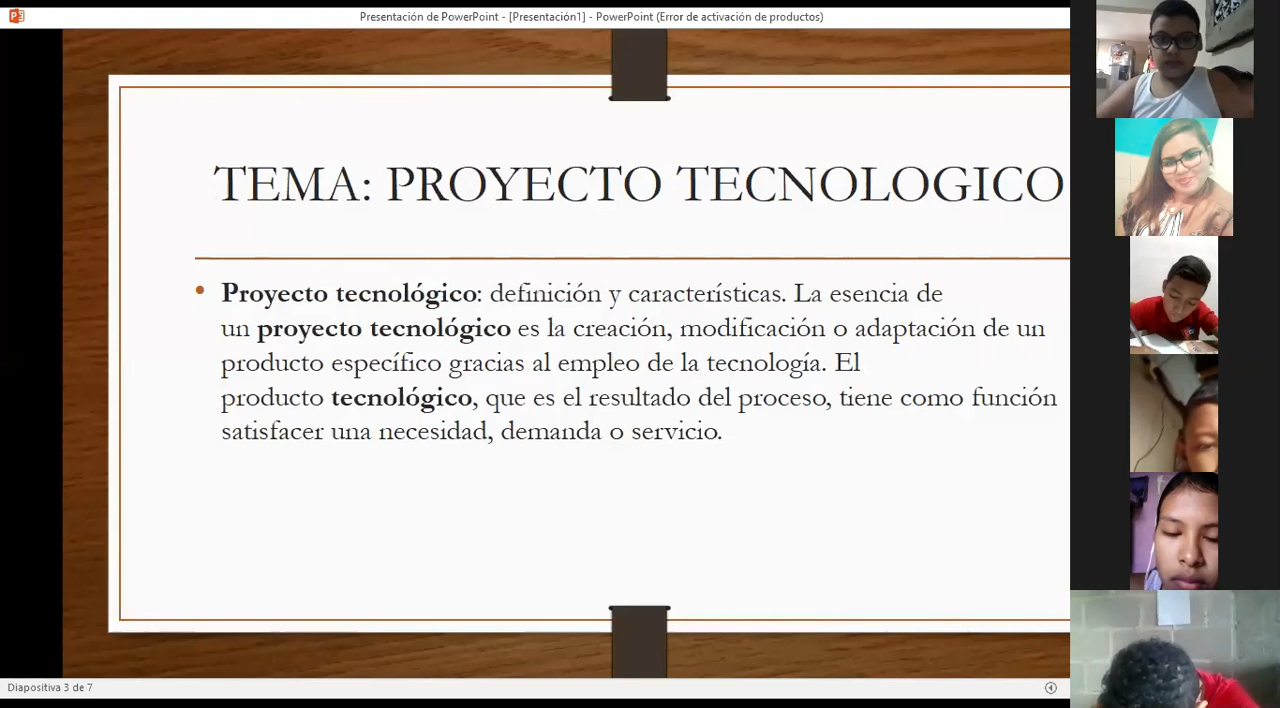 Presentación de PowerPoint - [Presentación1] - PowerPoint (Error de activación de productos)
TEMA: PROYECTO TECNOLOGICO
• Proyecto tecnológico: definición y características. La esencia de
un proyecto tecnológico es la creación, modificación o adaptación de un
producto específico gracias al empleo de la tecnología. El
producto tecnológico, que es el resultado del proceso, tiene como función
satisfacer una necesidad, demanda o servicio.
Diapositiva 3 de 7